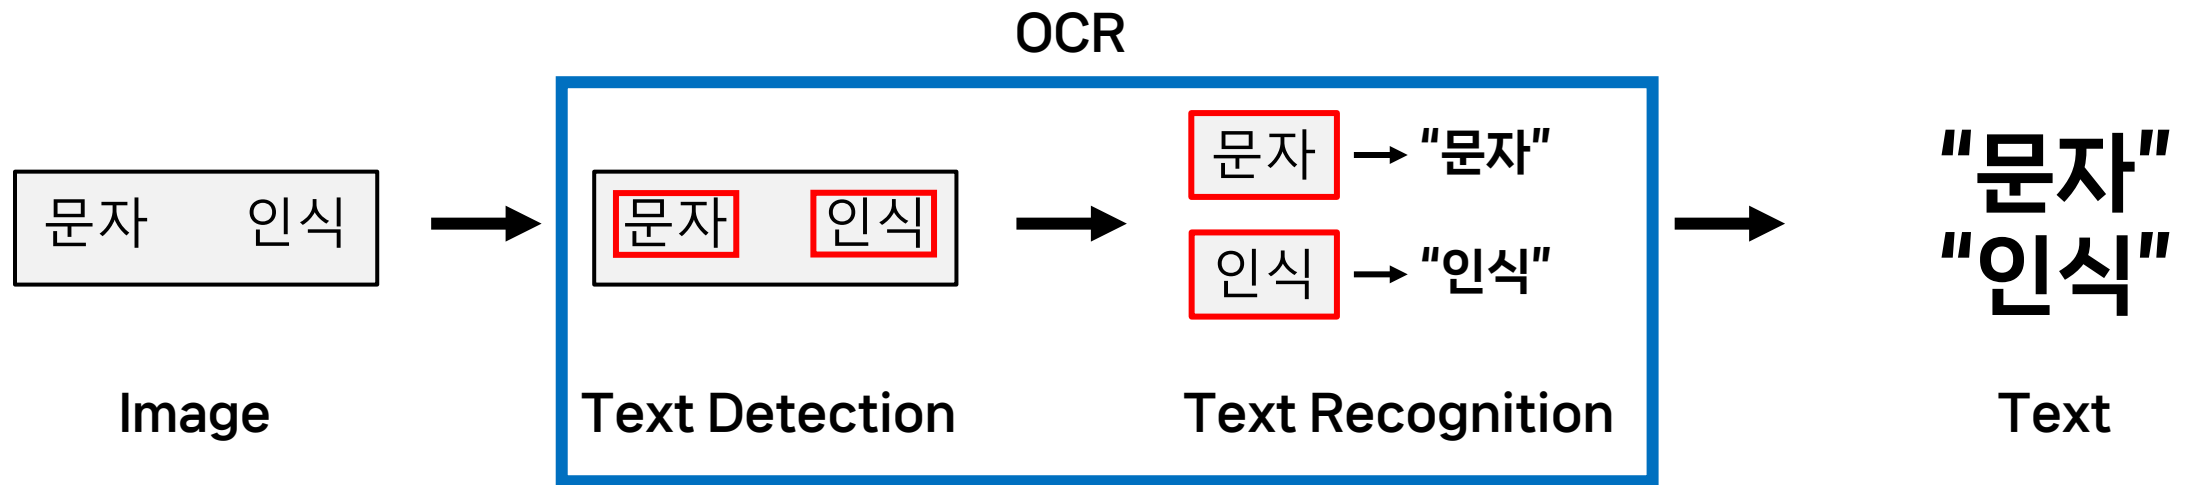 OCR
문자 인식
문자 인식
문자 → “문자”
인식 → “인식”
“문자”
“인식”
Image
Text Detection
Text Recognition
Text